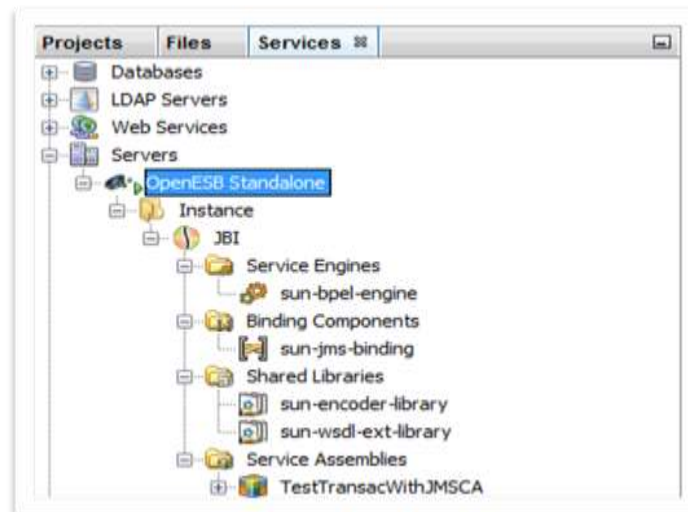 Projects Files Services
Databases
LDAP Servers
Web Services
Servers
OpenESB Standalone
Instance
JBI
Service Engines
sun-bpel-engine
Binding Components
sun-jms-binding
Shared Libraries
sun-encoder-library
sun-wsdl-ext-library
Service Assemblies
TestTransacWithJMSCA